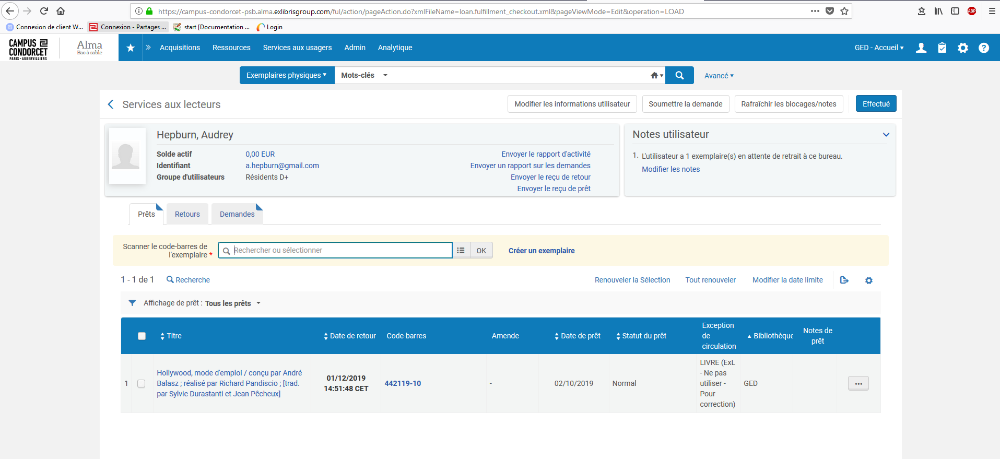 https://campus-condorcet-psb.alma.exlibrisgroup.com/ful/action/pageAction.do?xmlFileName=loan.fulfillment_checkout.xml&pageViewMode=Edit&operation=LOAD
ABP
Connexion de client W... Connexion - Partages ... start [Documentation ... Login
CAMPUS CONDORCET
PARIS - AUBERVILLIERS
Alma
Bac à sable
Acquisitions Ressources Services aux usagers Admin Analytique GED - Accueil
Exemplaires physiques Mots-clés Avancé
Services aux lecteurs Modifier les informations utilisateur Soumettre la demande Rafraîchir les blocages/notes Effectué
Hepburn, Audrey
Solde actif 0,00 EUR Envoyer le rapport d'activité
Identifiant a.hepburn@gmail.com Envoyer un rapport sur les demandes
Groupe d'utilisateurs Résidents D+ Envoyer le reçu de retour
Envoyer le reçu de prêt
Notes utilisateur
1. L'utilisateur a 1 exemplaire(s) en attente de retrait à ce bureau.
Modifier les notes
Prêts Retours Demandes
Scanner le code-barres de
l'exemplaire *
Rechercher ou sélectionner OK Créer un exemplaire
1 - 1 de 1 Recherche Renouveler la Sélection Tout renouveler Modifier la date limite
Affichage de prêt : Tous les prêts
Titre Date de retour Code-barres Amende Date de prêt Statut du prêt
Exception
de
circulation
Bibliothèque
Notes de
prêt
1
Hollywood, mode d'emploi / conçu par André
Balasz ; réalisé par Richard Pandiscio ; [trad.
par Sylvie Durastanti et Jean Pêcheux]
01/12/2019
14:51:48 CET
442119-10 - 02/10/2019 Normal
LIVRE (ExL
- Ne pas
utiliser -
Pour
correction)
GED